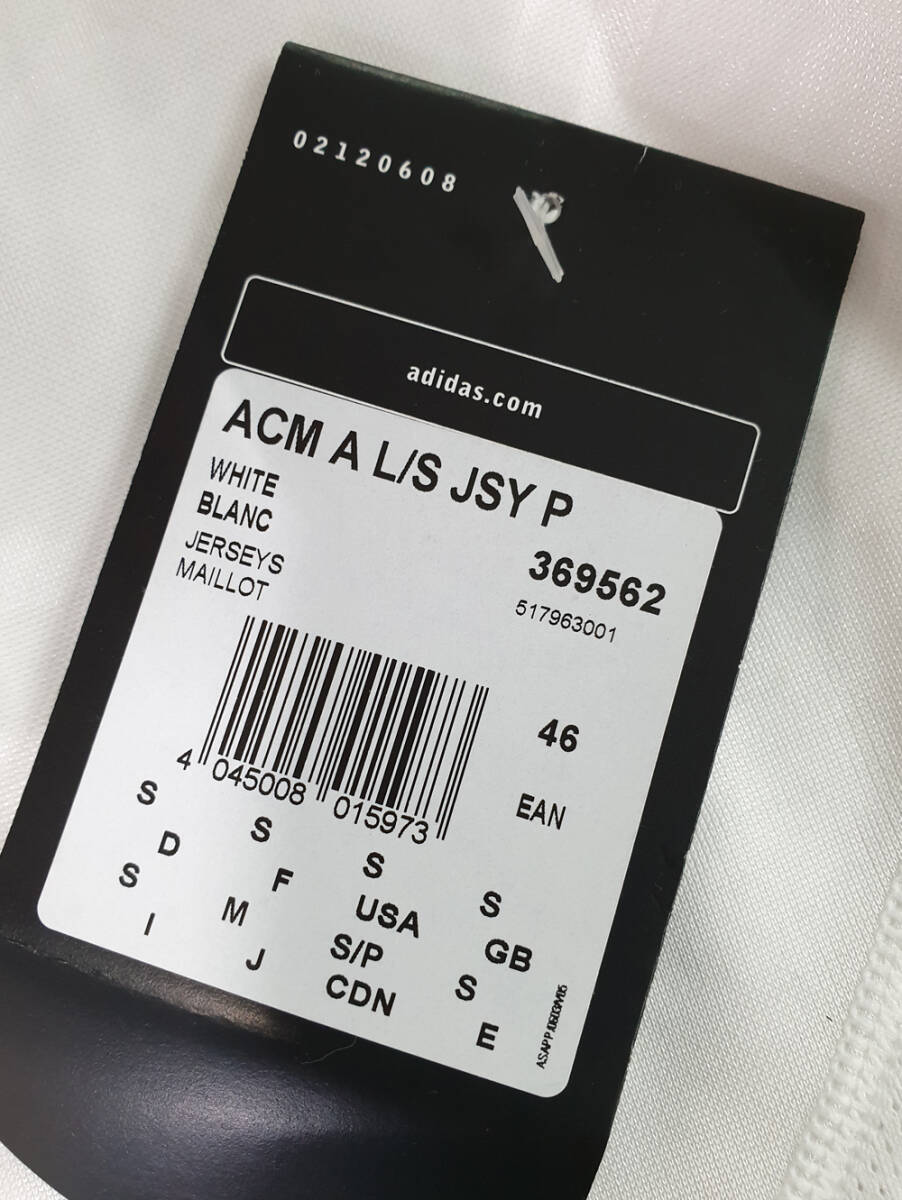 02120608
adidas.com
ACM A L/S JSY P
WHITE
BLANC
JERSEYS
MAILLOT
369562
517963001
46
4 045008 015973
EAN
S S S S
D F USA GB
S M S/P S
I J CDN E